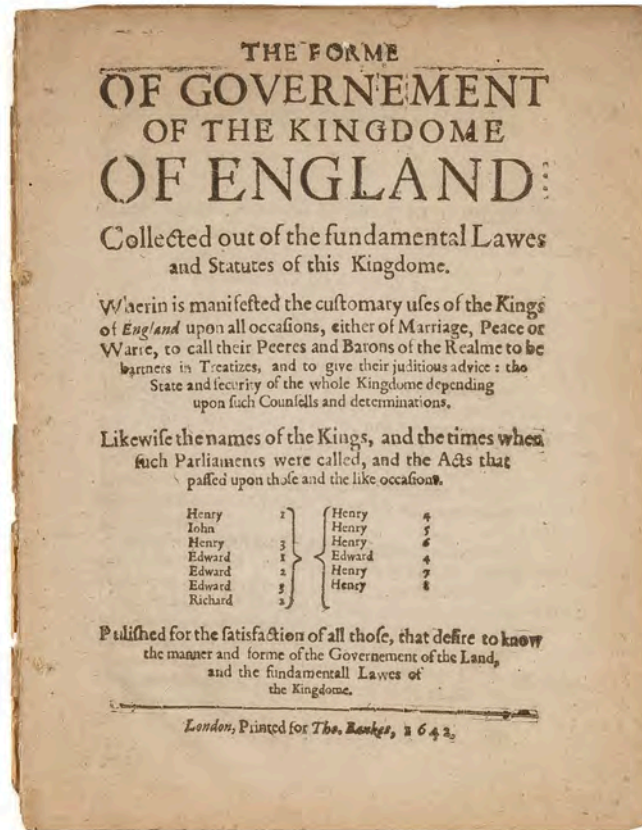 THE FORME
OF GOVERNEMENT
OF THE KINGDOME
OF ENGLAND:
Collected out of the fundamental Lawes
and Statutes of this Kingdome.
Wherin is manifeſted the cuſtomary uſes of the Kings
of England upon all occaſions, either of Marriage, Peace or
Warre, to call their Peeres and Barons of the Realme to be
partners in Treatizes, and to give their juditious advice : the
State and ſecurity of the whole Kingdome depending
upon ſuch Counſells and determinations.
Likewiſe the names of the Kings, and the times when
ſuch Parliaments were called, and the Acts that
paſſed upon thoſe and the like occaſions.
Henry 1
Iohn
Henry 3
Edward 1
Edward 2
Edward 3
Richard 2
Henry 4
Henry 5
Henry 6
Edward 4
Henry 7
Henry 8
Puliſhed for the ſatisfaction of all thoſe, that deſire to know
the manner and forme of the Governement of the Land,
and the fundamentall Lawes of
the Kingdome.
London, Printed for Tho. Bankes, 1642.